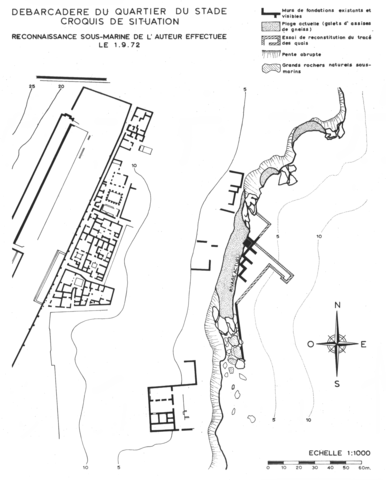 DEBARCADERE DU QUARTIER DU STADE
CROQUIS DE SITUATION
RECONNAISSANCE SOUS-MARINE DE L'AUTEUR EFFECTUEE
LE 1.9.72
Murs de fondations existants et
visibles
Plage actuelle (galets d'assises
de gneiss)
Essai de reconstitution du tracé
des quais
Pente abrupte
Grands rochers naturels sous-
marins
25
20
5
10
5
10
N
O
E
S
10
5
5
10
ECHELLE 1:1000
0 10 20 30 40 50 60m.